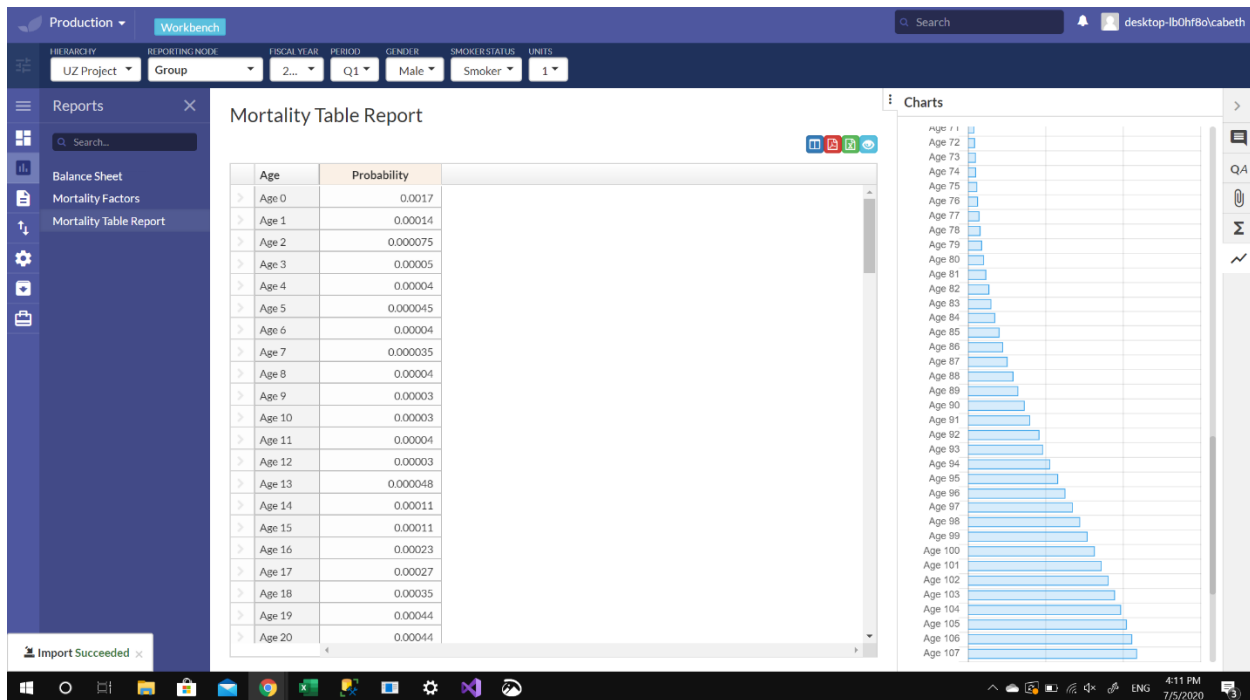 Production Workbench Search desktop-lb0hf8o\cabeth
HIERARCHY REPORTING NODE FISCAL YEAR PERIOD GENDER SMOKER STATUS UNITS
UZ Project Group 2... Q1 Male Smoker 1
Reports
Search...
Balance Sheet
Mortality Factors
Mortality Table Report
Import Succeeded
Mortality Table Report
Age Probability
Age 0 0.0017
Age 1 0.00014
Age 2 0.000075
Age 3 0.00005
Age 4 0.00004
Age 5 0.000045
Age 6 0.00004
Age 7 0.000035
Age 8 0.00004
Age 9 0.00003
Age 10 0.00003
Age 11 0.00004
Age 12 0.00003
Age 13 0.000048
Age 14 0.00011
Age 15 0.00011
Age 16 0.00023
Age 17 0.00027
Age 18 0.00035
Age 19 0.00044
Age 20 0.00044
Charts
Age 71
Age 72
Age 73
Age 74
Age 75
Age 76
Age 77
Age 78
Age 79
Age 80
Age 81
Age 82
Age 83
Age 84
Age 85
Age 86
Age 87
Age 88
Age 89
Age 90
Age 91
Age 92
Age 93
Age 94
Age 95
Age 96
Age 97
Age 98
Age 99
Age 100
Age 101
Age 102
Age 103
Age 104
Age 105
Age 106
Age 107
QA
Σ
ENG
4:11 PM
7/5/2020
3